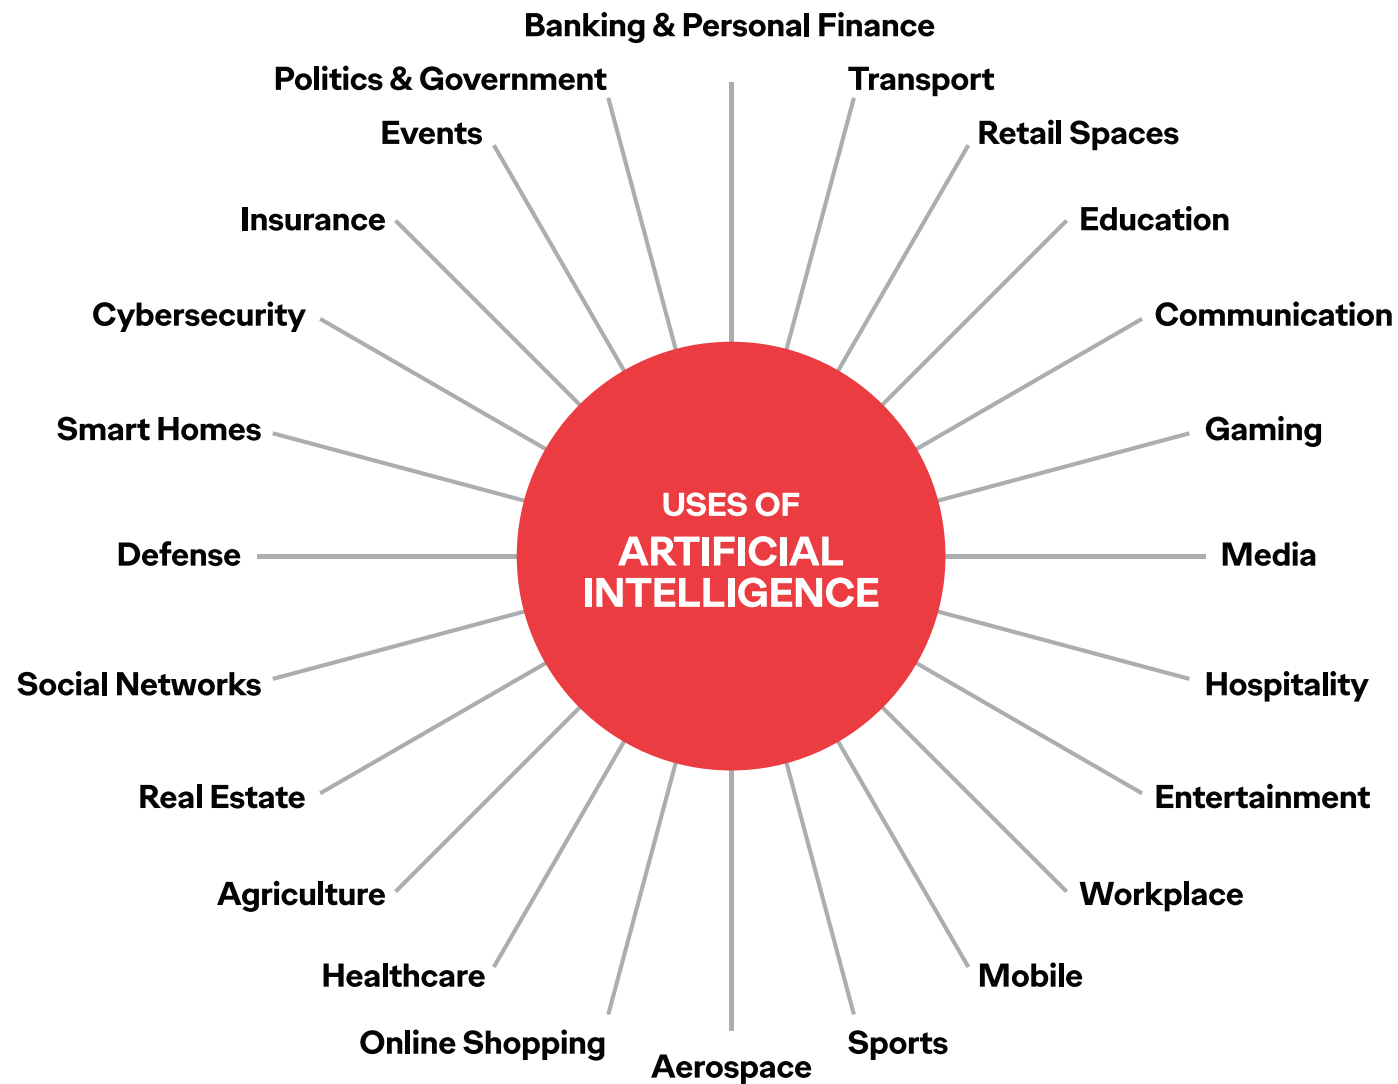 Banking & Personal Finance
Politics & Government
Transport
Events
Retail Spaces
Insurance
Education
Cybersecurity
Communication
Smart Homes
Gaming
USES OF
ARTIFICIAL
INTELLIGENCE
Defense
Media
Social Networks
Hospitality
Real Estate
Entertainment
Agriculture
Workplace
Healthcare
Mobile
Online Shopping
Sports
Aerospace